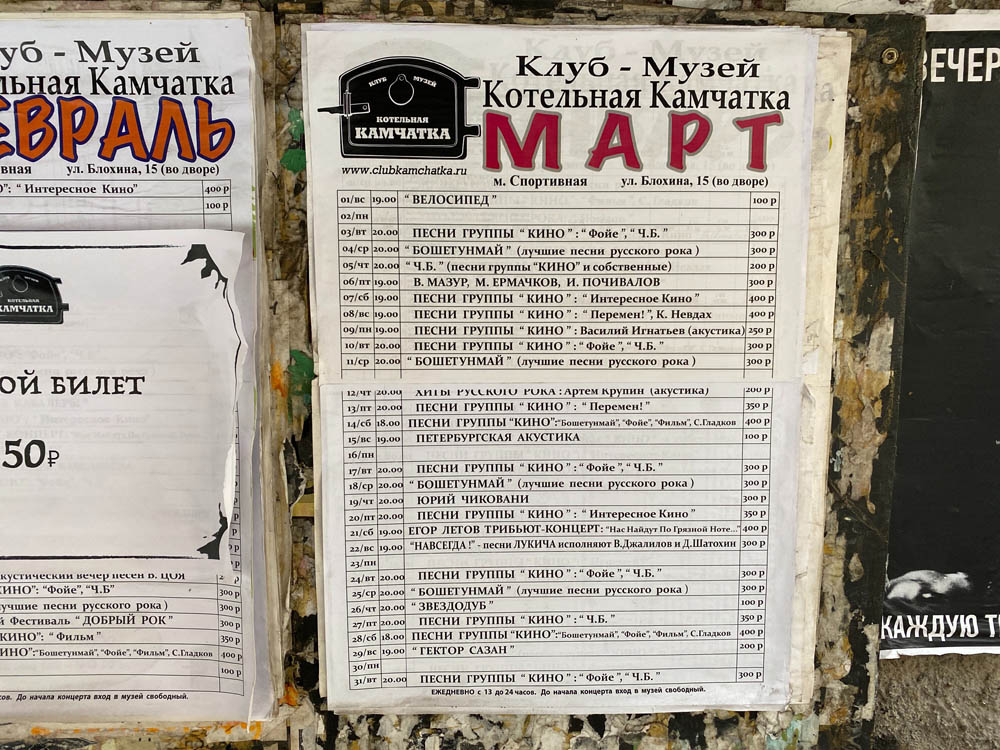 уб - Музей
льная Камчатка
ЕВРАЛЬ
вная ул. Блохина, 15 (во дворе)
О": “ Интересное Кино” 400 р
100 р
КОТЕЛЬНАЯ
КАМЧАТКА
ОЙ БИЛЕТ
50₽
кустический вечер песен В. ЦОЯ
КИНО”: “Фойе”, “Ч.Б” 300 р
лучшие песни русского рока ) 300 р
й Фестиваль “ ДОБРЫЙ РОК ” 300 р
КИНО”: “ Фильм ” 350 р
КИНО”:“Бошетунмай”, “Фойе”, “Фильм”, С.Гладков 400 р
100 р
сов. До начала концерта вход в музей свободный.
КЛУБ МУЗЕЙ
КОТЕЛЬНАЯ
КАМЧАТКА
www.clubkamchatka.ru
Клуб - Музей
Котельная Камчатка
МАРТ
м. Спортивная ул. Блохина, 15 (во дворе)
01/вс 19.00 “ ВЕЛОСИПЕД ” 100 р
02/пн
03/вт 20.00 ПЕСНИ ГРУППЫ “ КИНО ” : “ Фойе ”, “ Ч.Б. ” 300 р
04/ср 20.00 “ БОШЕТУНМАЙ ” (лучшие песни русского рока ) 300 р
05/чт 20.00 “ Ч.Б. ” (песни группы “КИНО” и собственные) 200 р
06/пт 19.00 В. МАЗУР, М. ЕРМАЧКОВ, И. ПОЧИВАЛОВ 300 р
07/сб 19.00 ПЕСНИ ГРУППЫ “ КИНО ” : “ Интересное Кино ” 400 р
08/вс 19.00 ПЕСНИ ГРУППЫ “ КИНО ” : “ Перемен!”, К. Невдах 400 р
09/пн 19.00 ПЕСНИ ГРУППЫ “ КИНО ” : Василий Игнатьев (акустика) 250 р
10/вт 20.00 ПЕСНИ ГРУППЫ “ КИНО ” : “ Фойе ”, “ Ч.Б. ” 300 р
11/ср 20.00 “ БОШЕТУНМАЙ ” (лучшие песни русского рока ) 300 р
12/чт 20.00 ХИТЫ РУССКОГО РОКА : Артем Крупин (акустика) 200 р
13/пт 20.00 ПЕСНИ ГРУППЫ “ КИНО ” : “ Перемен! ” 350 р
14/сб 18.00 ПЕСНИ ГРУППЫ “КИНО”:“Бошетунмай”, “Фойе”, “Фильм”, С.Гладков 400 р
15/вс 19.00 ПЕТЕРБУРГСКАЯ АКУСТИКА 100 р
16/пн
17/вт 20.00 ПЕСНИ ГРУППЫ “ КИНО ” : “ Фойе ”, “ Ч.Б. ” 300 р
18/ср 20.00 “ БОШЕТУНМАЙ ” (лучшие песни русского рока ) 300 р
19/чт 20.00 ЮРИЙ ЧИКОВАНИ 300 р
20/пт 20.00 ПЕСНИ ГРУППЫ “ КИНО ” : “ Интересное Кино ” 350 р
21/сб 19.00 ЕГОР ЛЕТОВ ТРИБЬЮТ-КОНЦЕРТ: “Нас Найдут По Грязной Ноте...” 400 р
22/вс 19.00 “НАВСЕГДА !” - песни ЛУКИЧА исполняют В.Джалилов и Д.Шатохин 300 р
23/пн
24/вт 20.00 ПЕСНИ ГРУППЫ “ КИНО ” : “ Фойе ”, “ Ч.Б. ” 300 р
25/ср 20.00 “ БОШЕТУНМАЙ ” (лучшие песни русского рока ) 300 р
26/чт 20.00 “ ЗВЕЗДОДУБ ” 100 р
27/пт 20.00 ПЕСНИ ГРУППЫ “ КИНО ” : “ Ч.Б. ” 350 р
28/сб 18.00 ПЕСНИ ГРУППЫ “КИНО”:“Бошетунмай”, “Фойе”, “Фильм”, С.Гладков 400 р
29/вс 19.00 “ ГЕКТОР САЗАН ” 200 р
30/пн
31/вт 20.00 ПЕСНИ ГРУППЫ “ КИНО ” : “ Фойе ”, “ Ч.Б. ” 300 р
ЕЖЕДНЕВНО с 13 до 24 часов. До начала концерта вход в музей свободный.
ВЕЧЕР
КАЖДУЮ